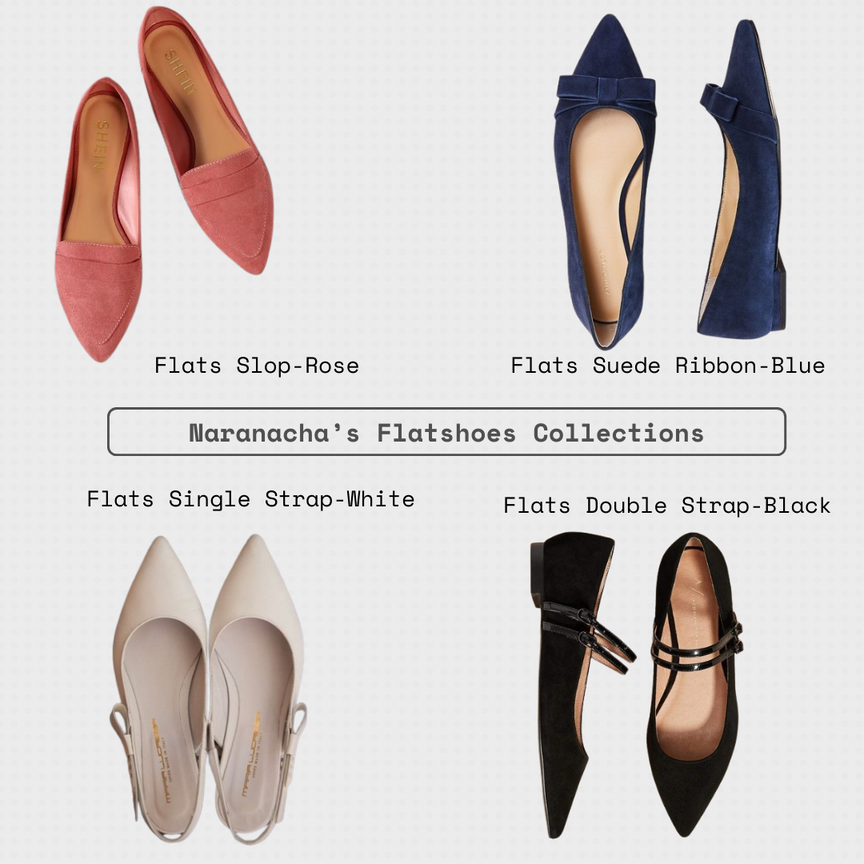 SHEIN
SHEIN
Flats Slop-Rose
Flats Suede Ribbon-Blue
Naranacha's Flatshoes Collections
Flats Single Strap-White
Flats Double Strap-Black